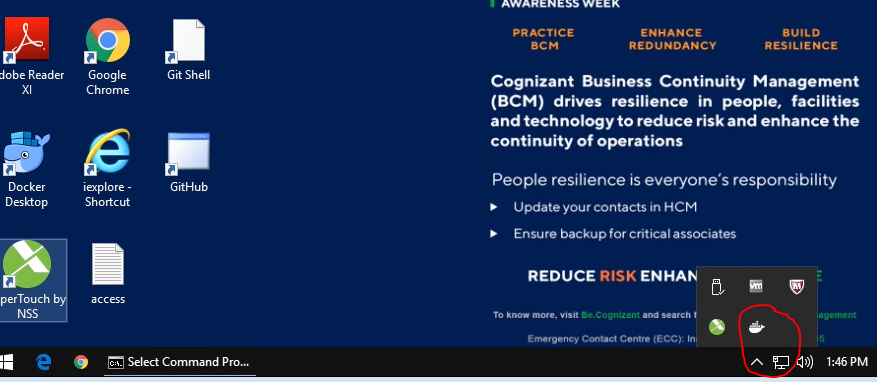 AWARENESS WEEK
PRACTICE
BCM
ENHANCE
REDUNDANCY
BUILD
RESILIENCE
Cognizant Business Continuity Management
(BCM) drives resilience in people, facilities
and technology to reduce risk and enhance the
continuity of operations
People resilience is everyone's responsibility
Update your contacts in HCM
Ensure backup for critical associates
REDUCE RISK ENHAN E
To know more, visit Be.Cognizant and search f agement
Emergency Contact Centre (ECC): In 5
dobe Reader
XI
Google
Chrome
Git Shell
Docker
Desktop
iexplore -
Shortcut
GitHub
perTouch by
NSS
access
vm
M
C:\
Select Command Pro...
1:46 PM